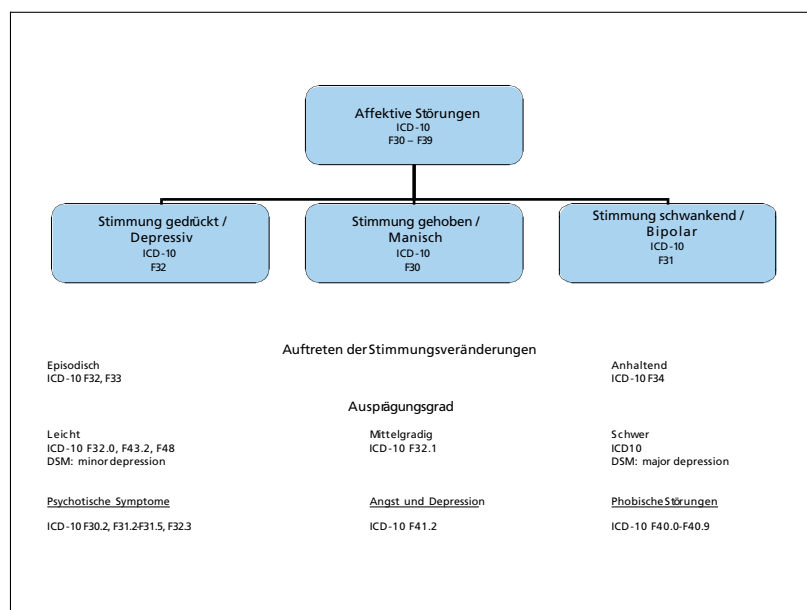 Affektive Störungen
ICD-10
F30 – F39
Stimmung gedrückt /
Depressiv
ICD-10
F32
Stimmung gehoben /
Manisch
ICD-10
F30
Stimmung schwankend /
Bipolar
ICD-10
F31
Auftreten der Stimmungsveränderungen
Episodisch
ICD-10 F32, F33
Anhaltend
ICD-10 F34
Ausprägungsgrad
Leicht
ICD-10 F32.0, F43.2, F48
DSM: minor depression
Mittelgradig
ICD-10 F32.1
Schwer
ICD10
DSM: major depression
Psychotische Symptome
ICD-10 F30.2, F31.2-F31.5, F32.3
Angst und Depression
ICD-10 F41.2
Phobische Störungen
ICD-10 F40.0-F40.9